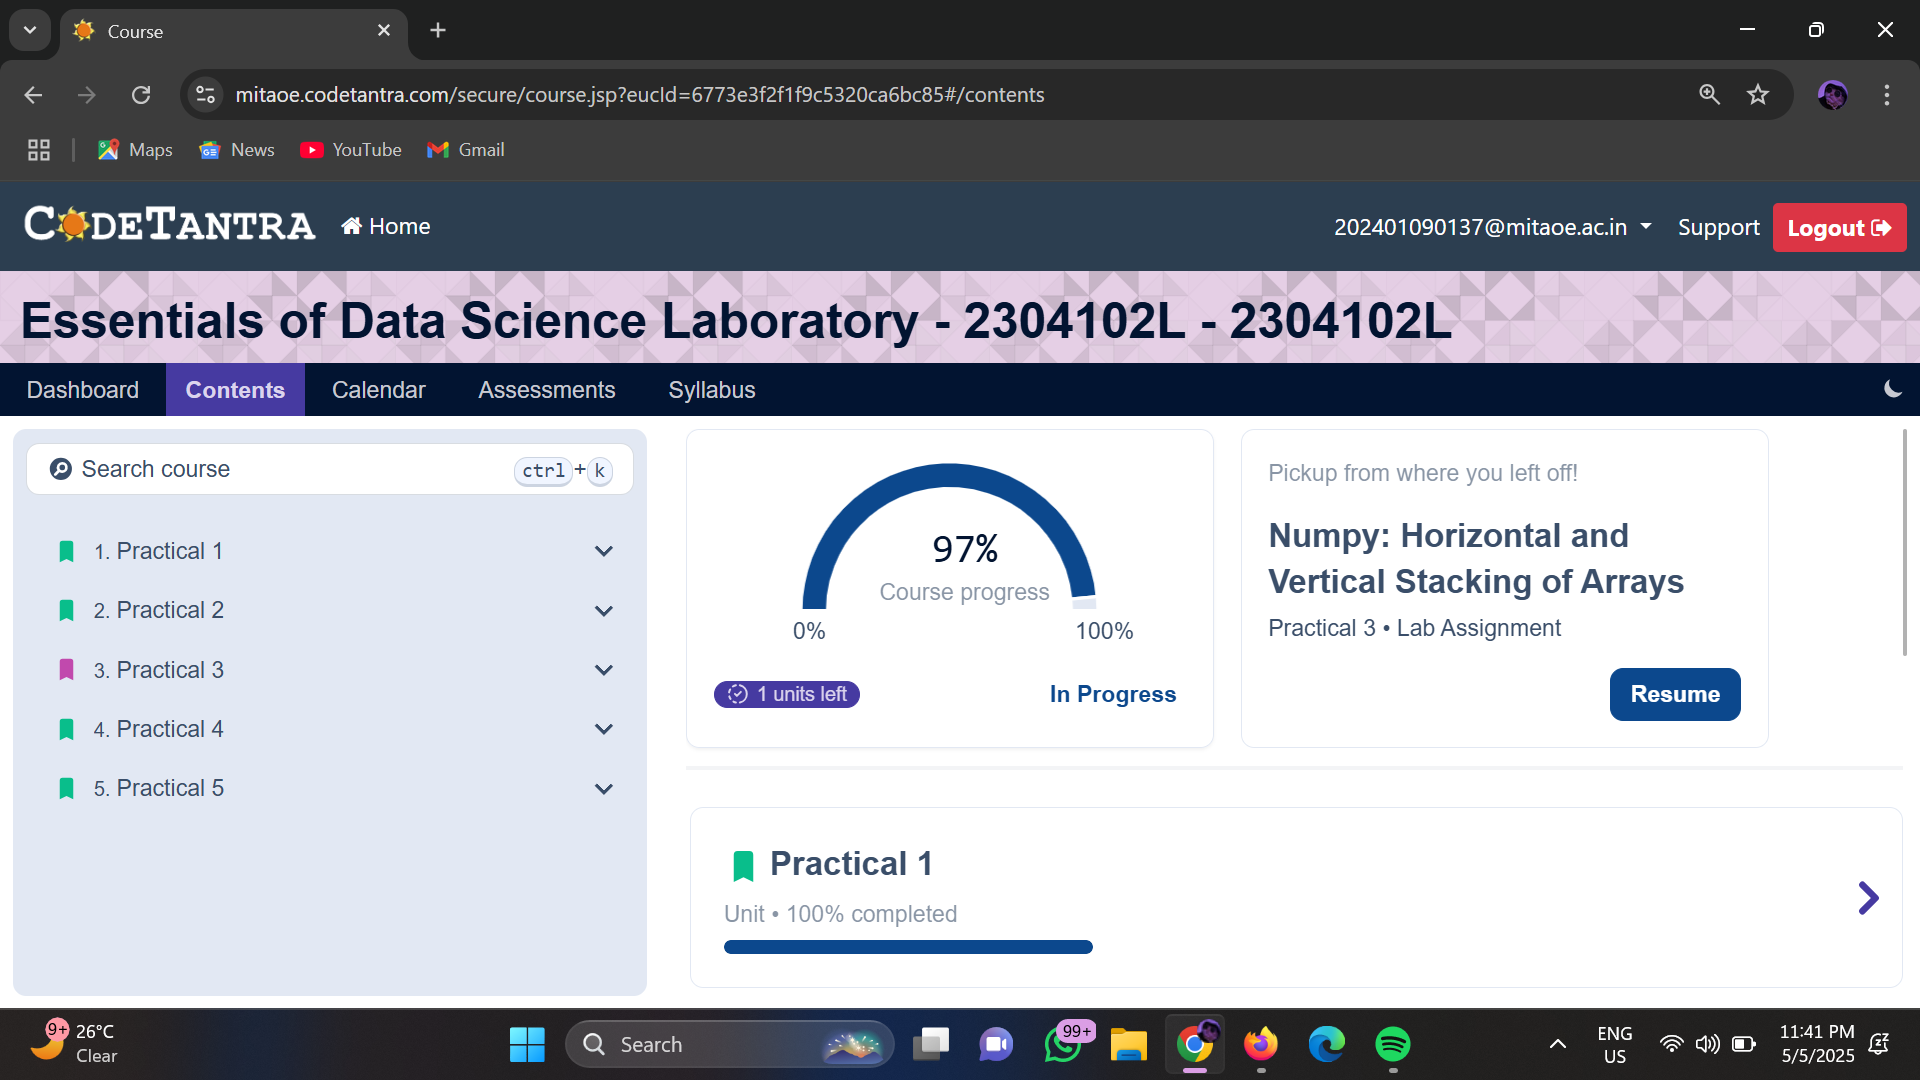 Course
mitaoe.codetantra.com/secure/course.jsp?eucId=6773e3f2f1f9c5320ca6bc85#/contents
Maps
News
YouTube
Gmail
CODETANTRA
Home
202401090137@mitaoe.ac.in
Support
Logout
Essentials of Data Science Laboratory - 2304102L - 2304102L
Dashboard
Contents
Calendar
Assessments
Syllabus
Search course
ctrl+k
1. Practical 1
2. Practical 2
3. Practical 3
4. Practical 4
5. Practical 5
97%
Course progress
0%
100%
1 units left
In Progress
Pickup from where you left off!
Numpy: Horizontal and
Vertical Stacking of Arrays
Practical 3 • Lab Assignment
Resume
Practical 1
Unit • 100% completed
9+
26°C
Clear
Search
99+
ENG
US
11:41 PM
5/5/2025